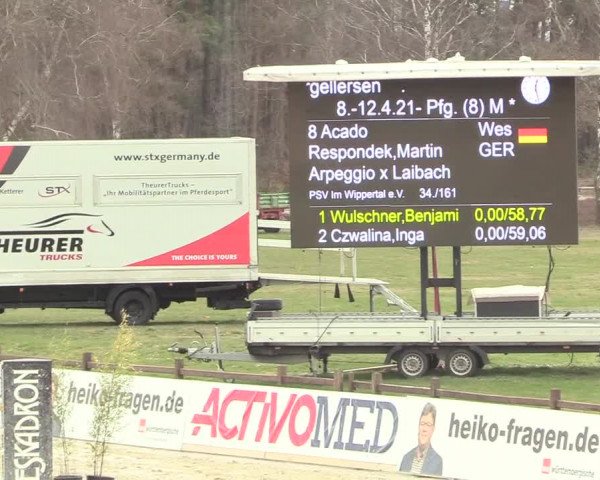 gellersen
8.-12.4.21- Pfg. (8) M *
8 Acado Wes
Respondek,Martin GER
Arpeggio x Laibach
PSV Im Wippertal e.V. 34./161
1 Wulschner,Benjami 0,00/58,77
2 Czwalina,Inga 0,00/59,06
www.stxgermany.de
Ketterer
STX
TheurerTrucks –
„Ihr Mobilitätspartner im Pferdesport"
HEURER
TRUCKS
THE CHOICE IS YOURS
ESKADRON
heiko-fragen.de
württembergische
ACTIVOMED
heiko-fragen.de
württembergische